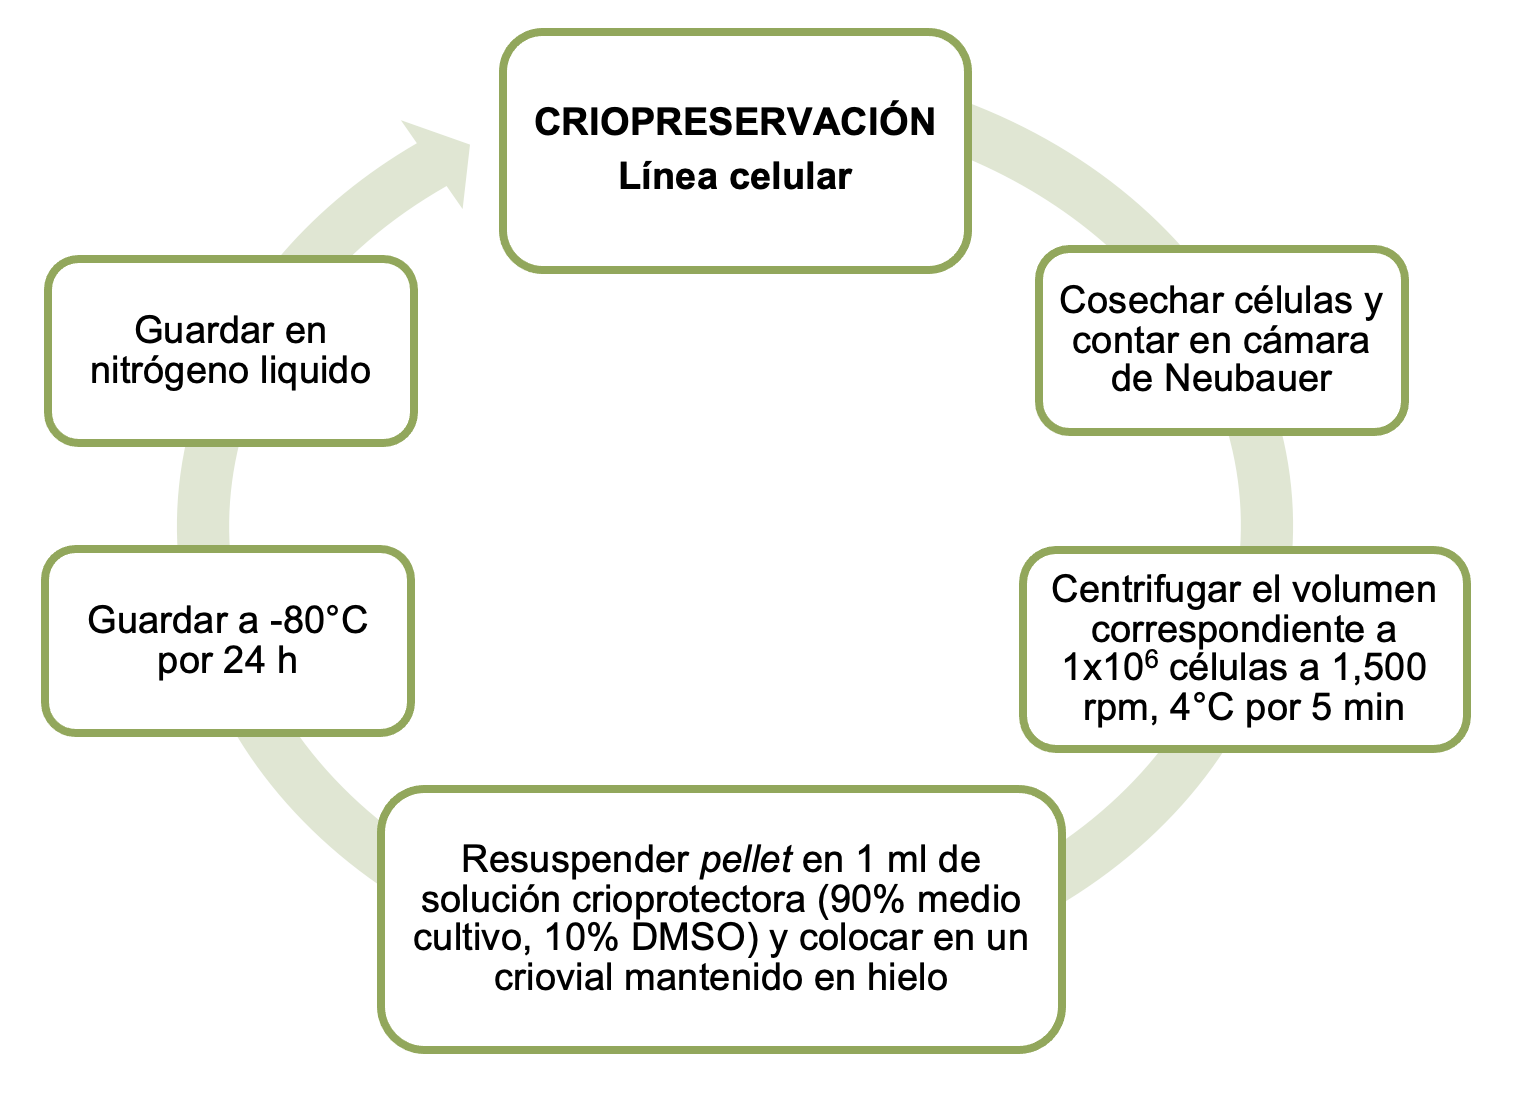 CRIOPRESERVACIÓN
Línea celular
Cosechar células y
contar en cámara
de Neubauer
Centrifugar el volumen
correspondiente a
1x10⁶ células a 1,500
rpm, 4°C por 5 min
Resuspender pellet en 1 ml de
solución crioprotectora (90% medio
cultivo, 10% DMSO) y colocar en un
criovial mantenido en hielo
Guardar a -80°C
por 24 h
Guardar en
nitrógeno liquido